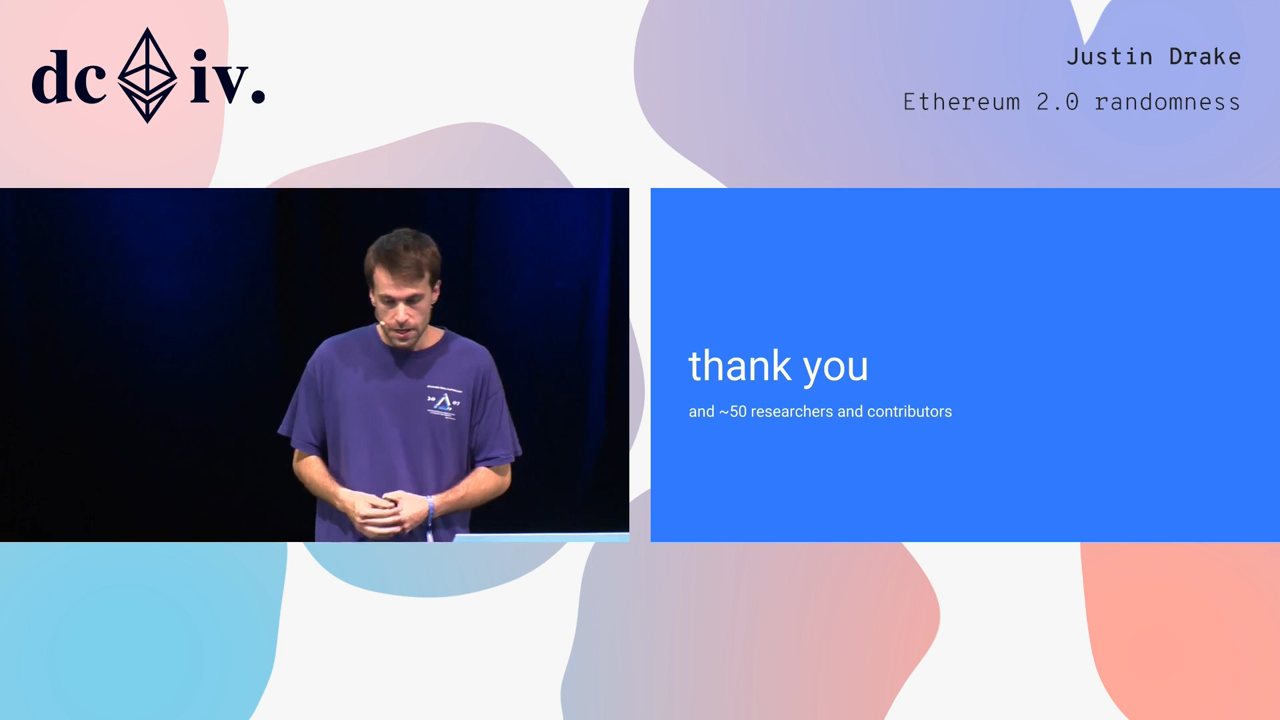 dc iv.
Justin Drake
Ethereum 2.0 randomness
thank you
and ~50 researchers and contributors